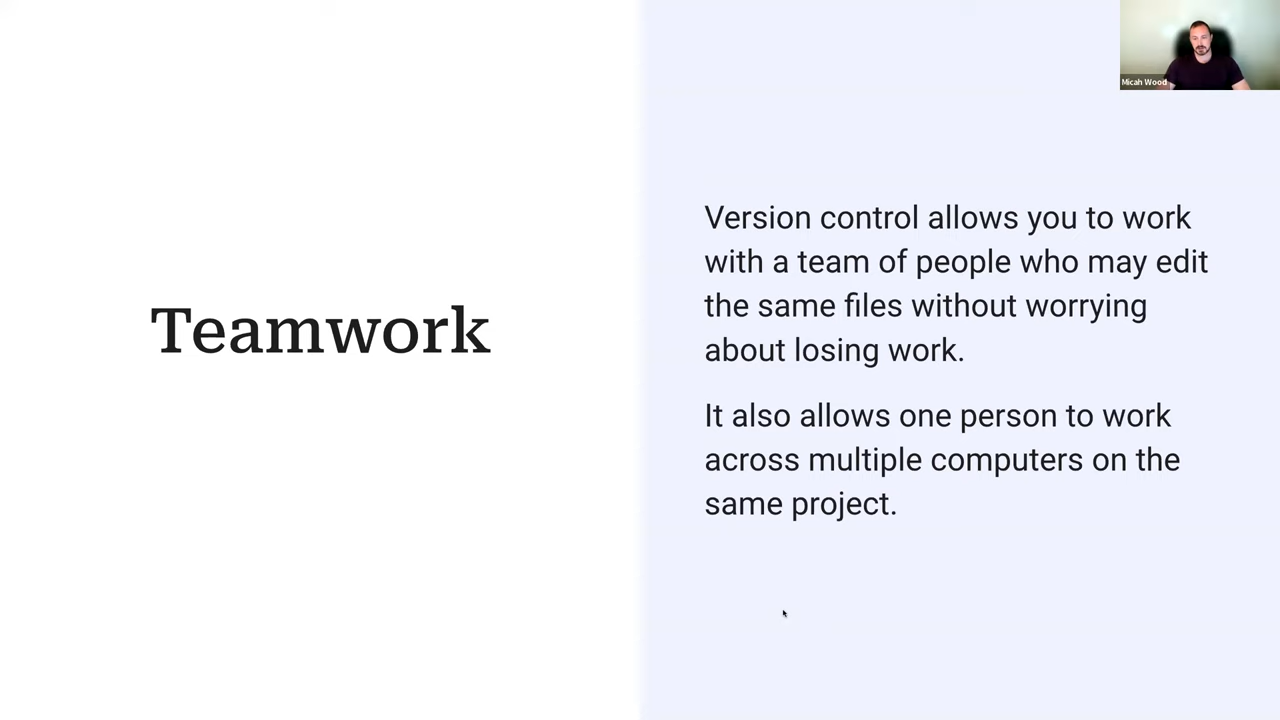 Micah Wood
Teamwork
Version control allows you to work
with a team of people who may edit
the same files without worrying
about losing work.
It also allows one person to work
across multiple computers on the
same project.